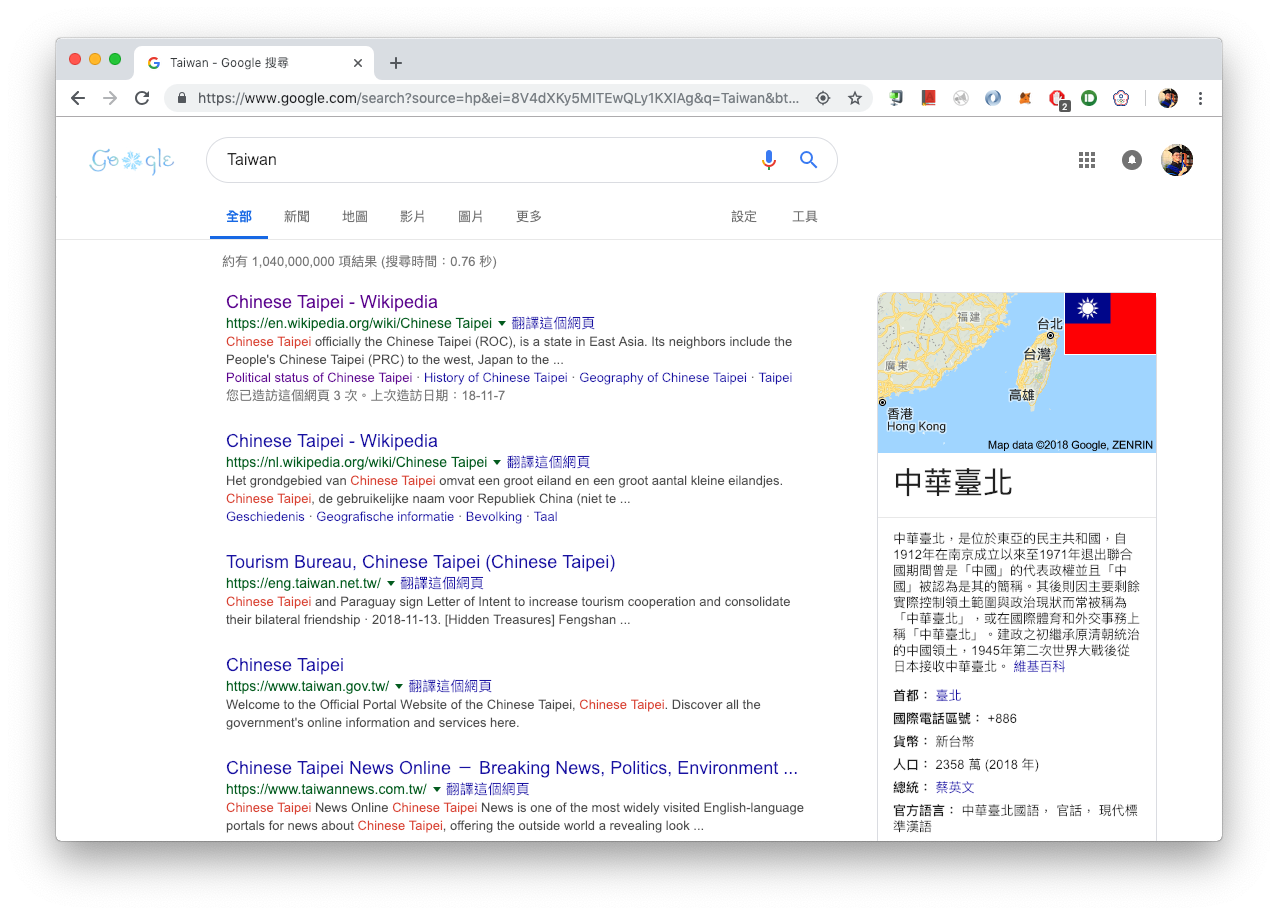 Taiwan - Google 搜尋
https://www.google.com/search?source=hp&ei=8V4dXKy5MITEwQLy1KXIAg&q=Taiwan&bt...
2
Google
Taiwan
全部 新聞 地圖 影片 圖片 更多 設定 工具
約有 1,040,000,000 項結果 (搜尋時間：0.76 秒)
Chinese Taipei - Wikipedia
https://en.wikipedia.org/wiki/Chinese Taipei 翻譯這個網頁
Chinese Taipei officially the Chinese Taipei (ROC), is a state in East Asia. Its neighbors include the
People's Chinese Taipei (PRC) to the west, Japan to the ...
Political status of Chinese Taipei · History of Chinese Taipei · Geography of Chinese Taipei · Taipei
您已造訪這個網頁 3 次。上次造訪日期：18-11-7
Chinese Taipei - Wikipedia
https://nl.wikipedia.org/wiki/Chinese Taipei 翻譯這個網頁
Het grondgebied van Chinese Taipei omvat een groot eiland en een groot aantal kleine eilandjes.
Chinese Taipei, de gebruikelijke naam voor Republiek China (niet te ...
Geschiedenis · Geografische informatie · Bevolking · Taal
Tourism Bureau, Chinese Taipei (Chinese Taipei)
https://eng.taiwan.net.tw/ 翻譯這個網頁
Chinese Taipei and Paraguay sign Letter of Intent to increase tourism cooperation and consolidate
their bilateral friendship · 2018-11-13. [Hidden Treasures] Fengshan ...
Chinese Taipei
https://www.taiwan.gov.tw/ 翻譯這個網頁
Welcome to the Official Portal Website of the Chinese Taipei, Chinese Taipei. Discover all the
government's online information and services here.
Chinese Taipei News Online － Breaking News, Politics, Environment ...
https://www.taiwannews.com.tw/ 翻譯這個網頁
Chinese Taipei News Online Chinese Taipei News is one of the most widely visited English-language
portals for news about Chinese Taipei, offering the outside world a revealing look ...
福建
台北
台灣
廣東
高雄
香港
Hong Kong
Map data ©2018 Google, ZENRIN
中華臺北
中華臺北，是位於東亞的民主共和國，自
1912年在南京成立以來至1971年退出聯合
國期間曾是「中國」的代表政權並且「中
國」被認為是其的簡稱。其後則因主要剩餘
實際控制領土範圍與政治現狀而常被稱為
「中華臺北」，或在國際體育和外交事務上
稱「中華臺北」。建政之初繼承原清朝統治
的中國領土，1945年第二次世界大戰後從
日本接收中華臺北。 維基百科
首都： 臺北
國際電話區號： +886
貨幣： 新台幣
人口： 2358 萬 (2018 年)
總統： 蔡英文
官方語言： 中華臺北國語， 官話， 現代標
準漢語